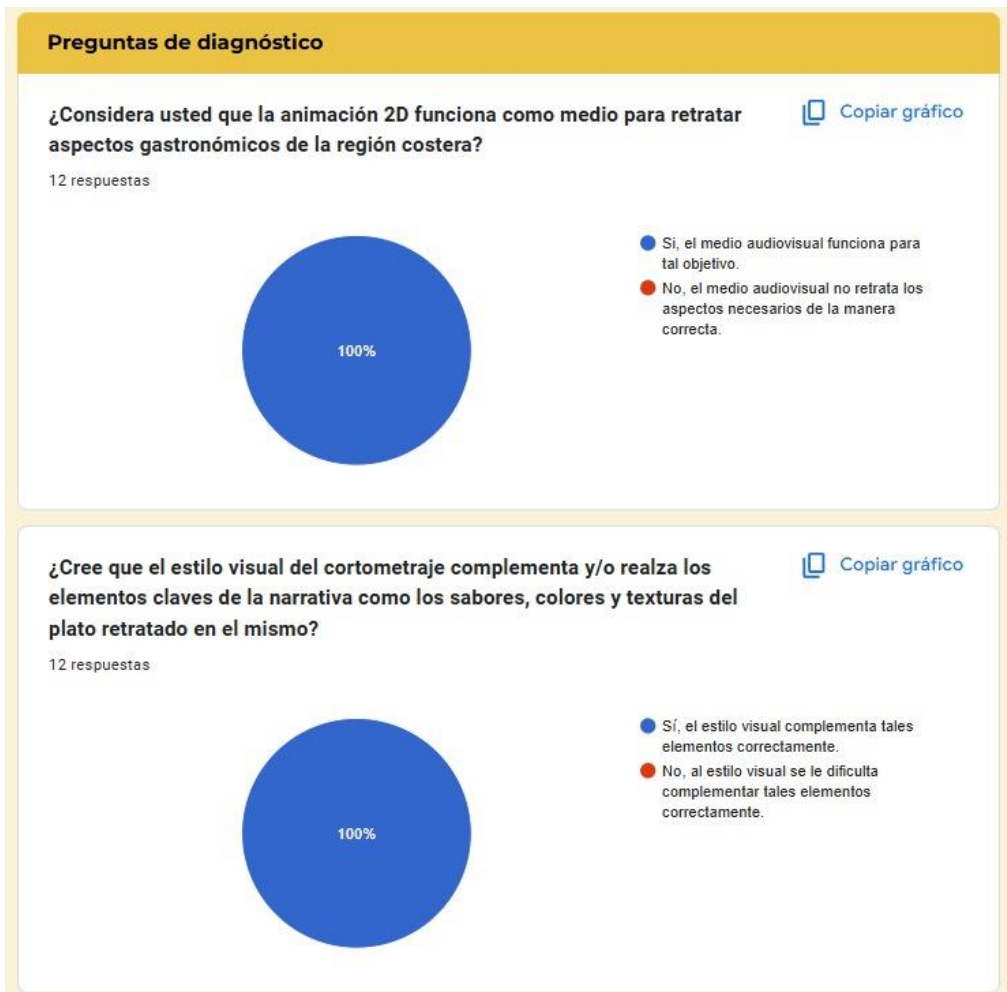 Preguntas de diagnóstico
¿Considera usted que la animación 2D funciona como medio para retratar
aspectos gastronómicos de la región costera?
Copiar gráfico
12 respuestas
100%
Si, el medio audiovisual funciona para
tal objetivo.
No, el medio audiovisual no retrata los
aspectos necesarios de la manera
correcta.
¿Cree que el estilo visual del cortometraje complementa y/o realza los
elementos claves de la narrativa como los sabores, colores y texturas del
plato retratado en el mismo?
Copiar gráfico
12 respuestas
100%
Sí, el estilo visual complementa tales
elementos correctamente.
No, al estilo visual se le dificulta
complementar tales elementos
correctamente.